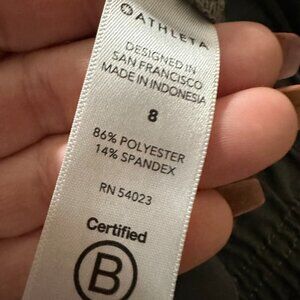 ATHLETA
DESIGNED IN
SAN FRANCISCO
MADE IN INDONESIA
8
86% POLYESTER
14% SPANDEX
RN 54023
Certified
B